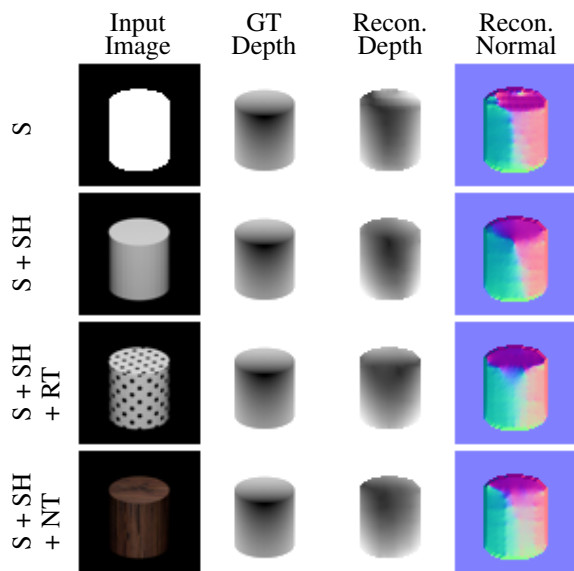 Input Image
GT Depth
Recon. Depth
Recon. Normal
S
S + SH
S + SH + RT
S + SH + NT